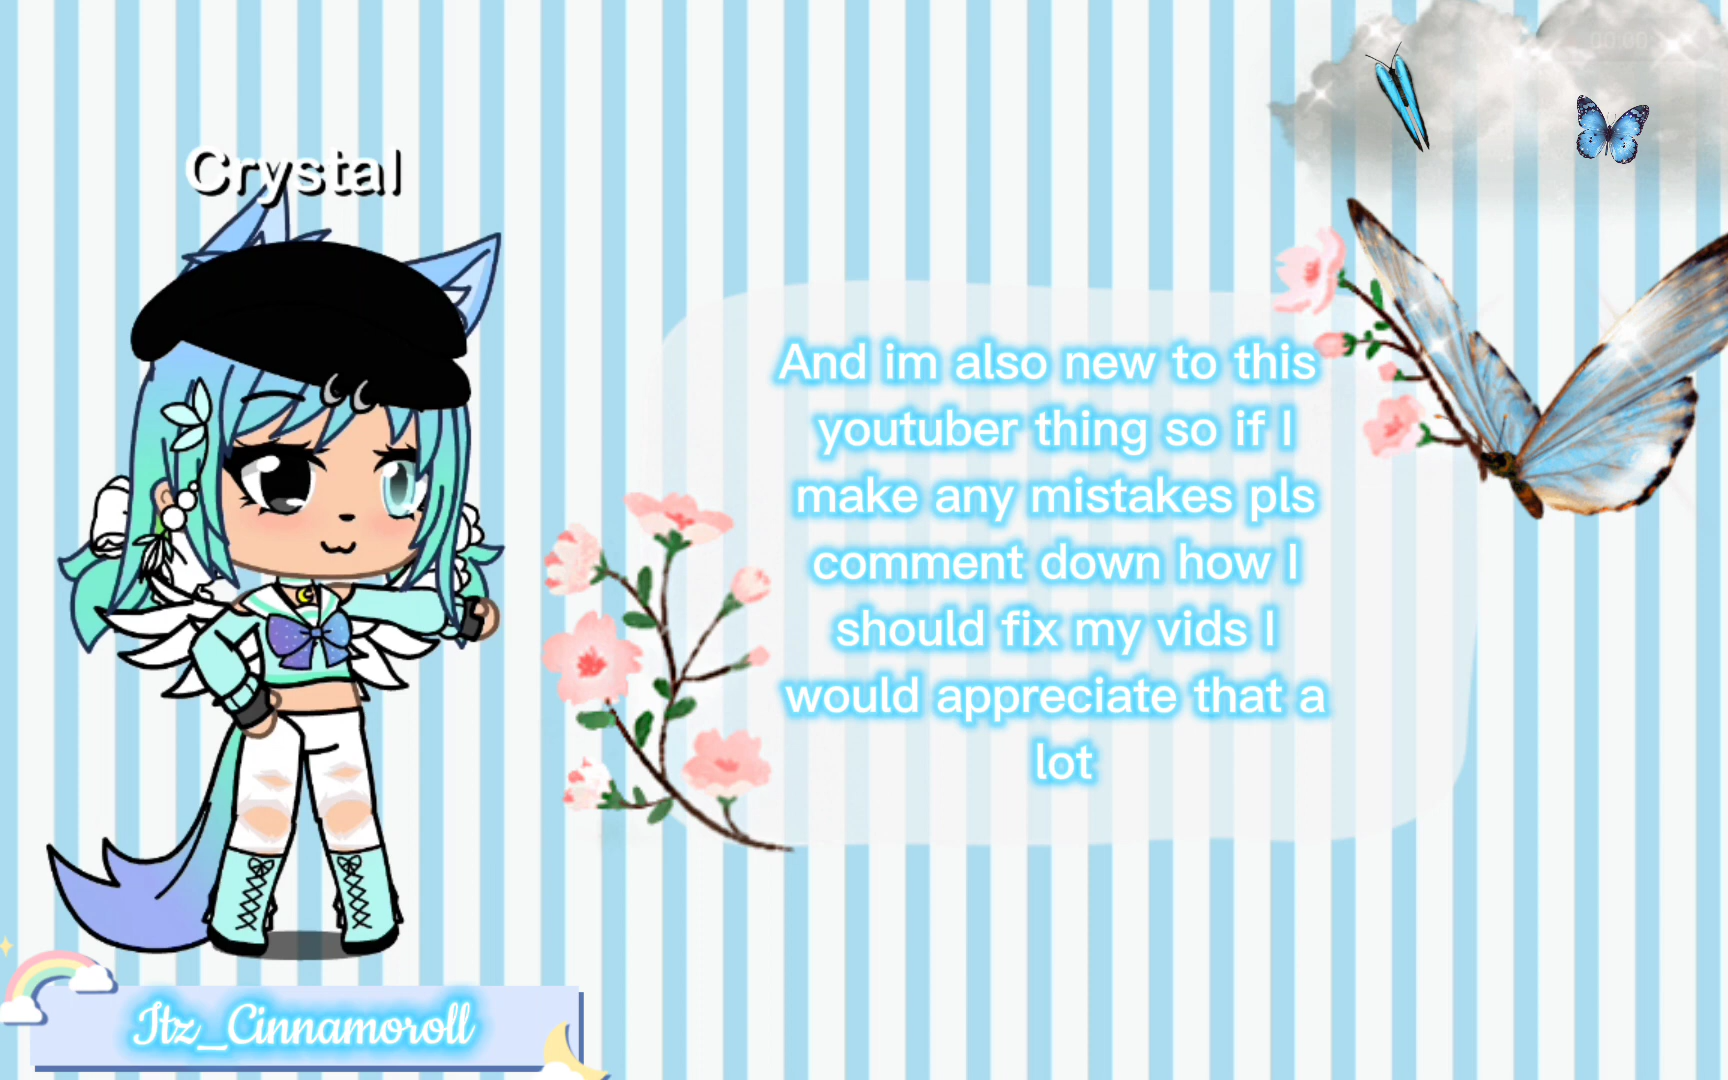 Crystal
And im also new to this
youtuber thing so if I
make any mistakes pls
comment down how I
should fix my vids I
would appreciate that a
lot
Itz_Cinnamoroll